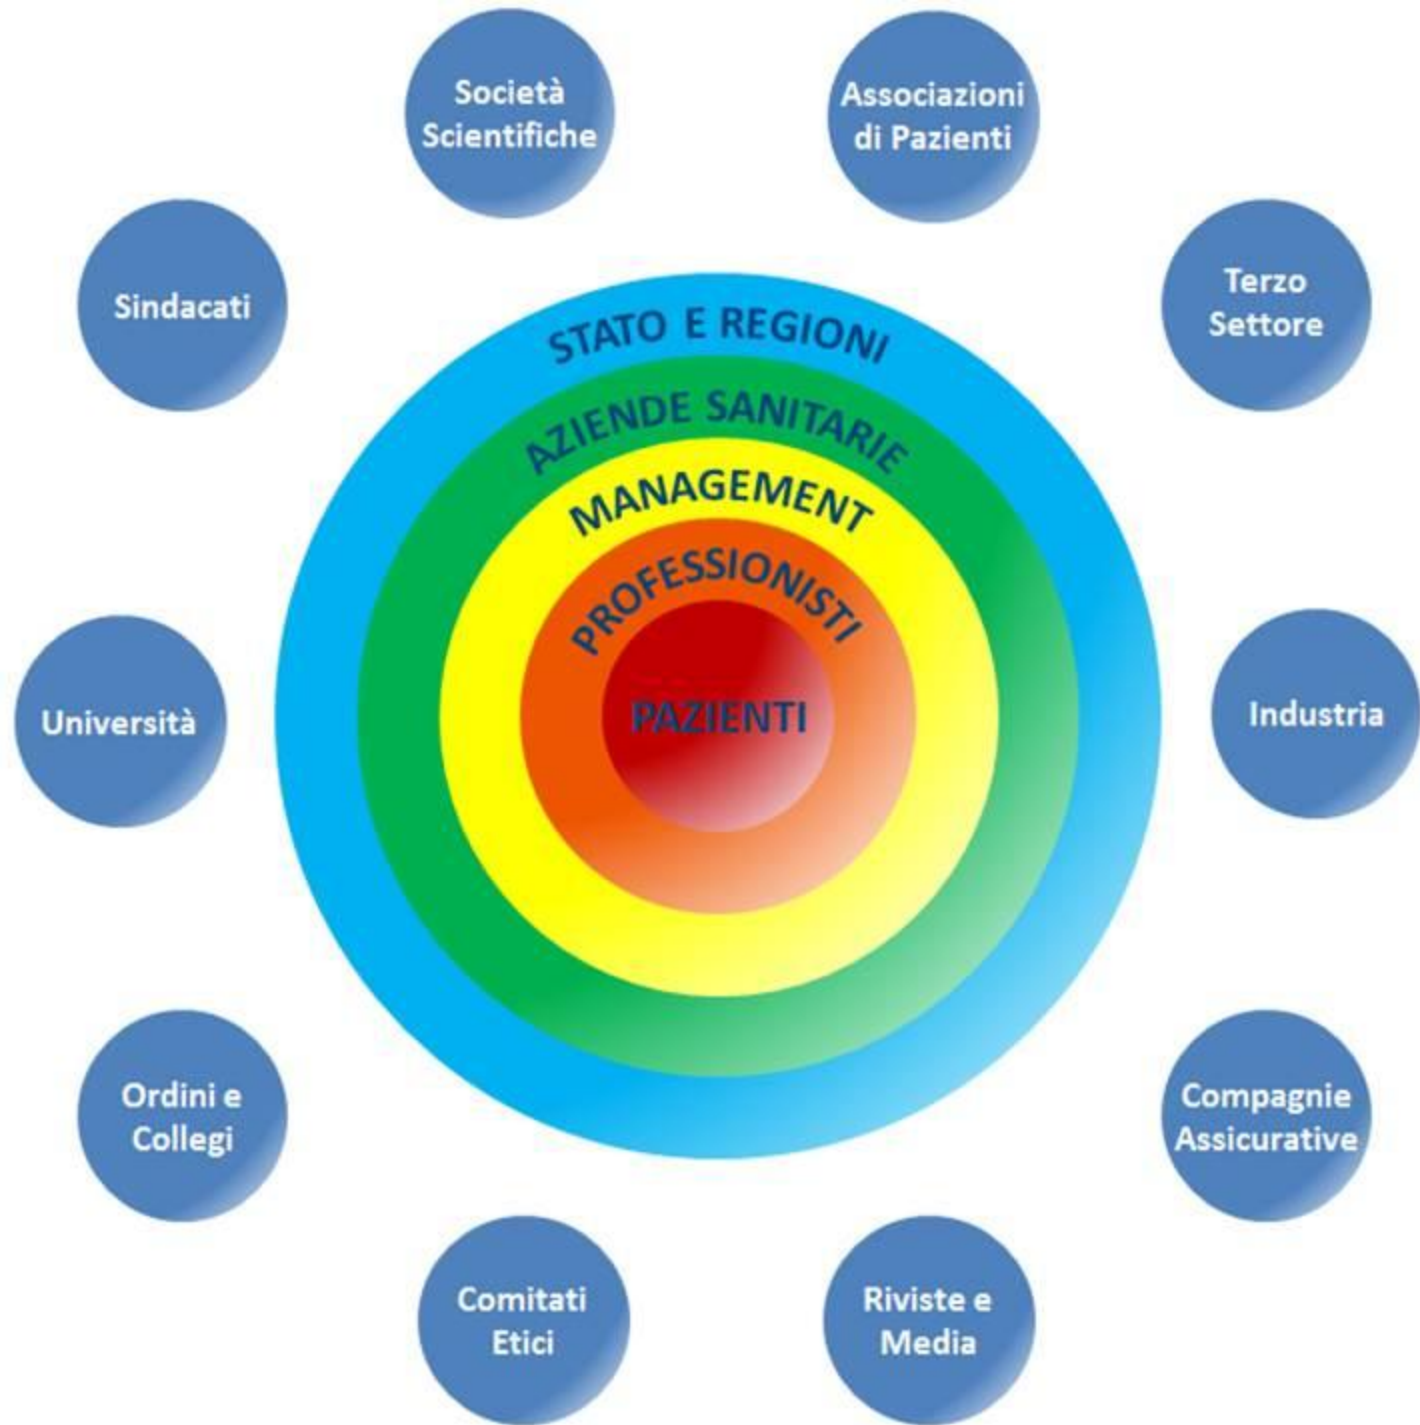 Società
Scientifiche
Associazioni
di Pazienti
Sindacati
Terzo
Settore
STATO E REGIONI
AZIENDE SANITARIE
MANAGEMENT
PROFESSIONISTI
PAZIENTI
Università
Industria
Ordini e
Collegi
Compagnie
Assicurative
Comitati
Etici
Riviste e
Media